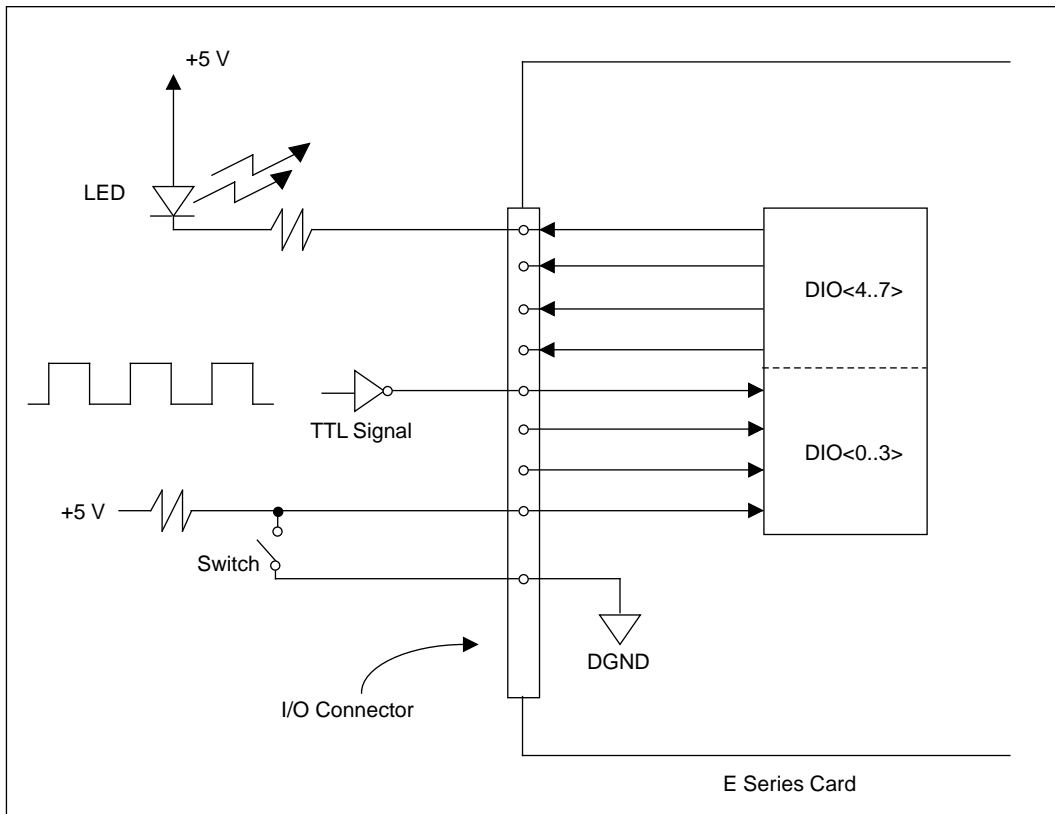 +5 V
LED
DIO<4..7>
TTL Signal
DIO<0..3>
+5 V
Switch
DGND
I/O Connector
E Series Card